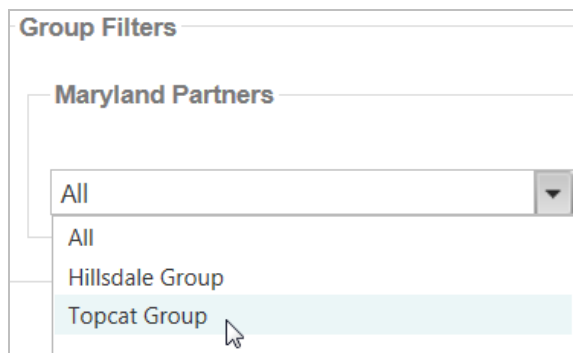 Group Filters
Maryland Partners
All
All
Hillsdale Group
Topcat Group